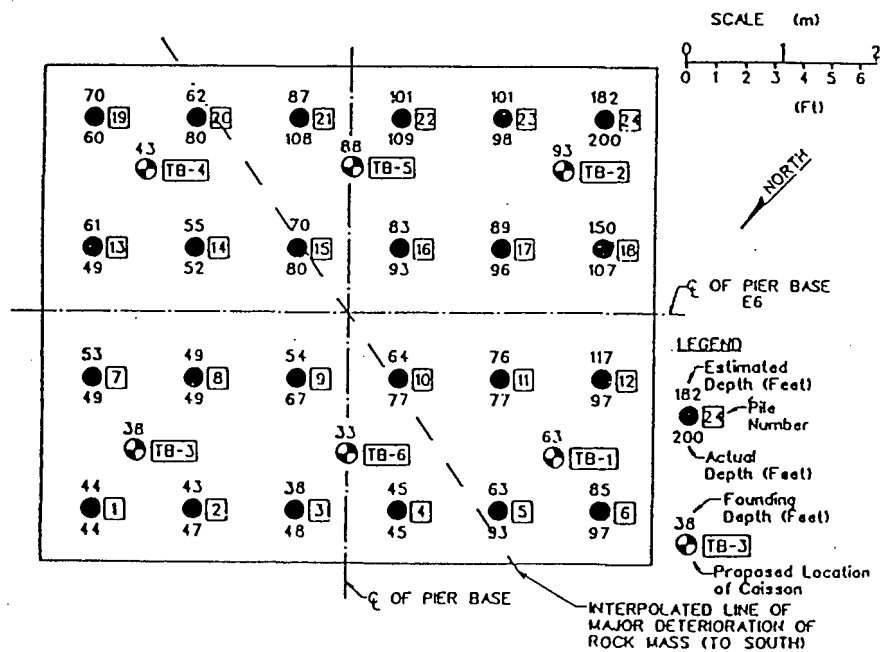 SCALE (m)
0 1 2
0 1 2 3 4 5 6
(Ft)
NORTH
70 62 87 101 101 182
19 20 21 22 23 24
60 80 108 109 98 200
43 88 93
TB-4 TB-5 TB-2
61 55 70 83 89 150
13 14 15 16 17 18
49 52 80 93 96 107
℄ OF PIER BASE
E6
53 49 54 64 76 117
7 8 9 10 11 12
49 49 67 77 77 97
38 33 63
TB-3 TB-6 TB-1
44 43 38 45 63 85
1 2 3 4 5 6
44 47 48 45 93 97
LEGEND
Estimated
Depth (Feet)
182
24
Pile
Number
200
Actual
Depth (Feet)
Founding
Depth (Feet)
38
TB-3
Proposed Location
of Caisson
℄ OF PIER BASE
INTERPOLATED LINE OF
MAJOR DETERIORATION OF
ROCK MASS (TO SOUTH)